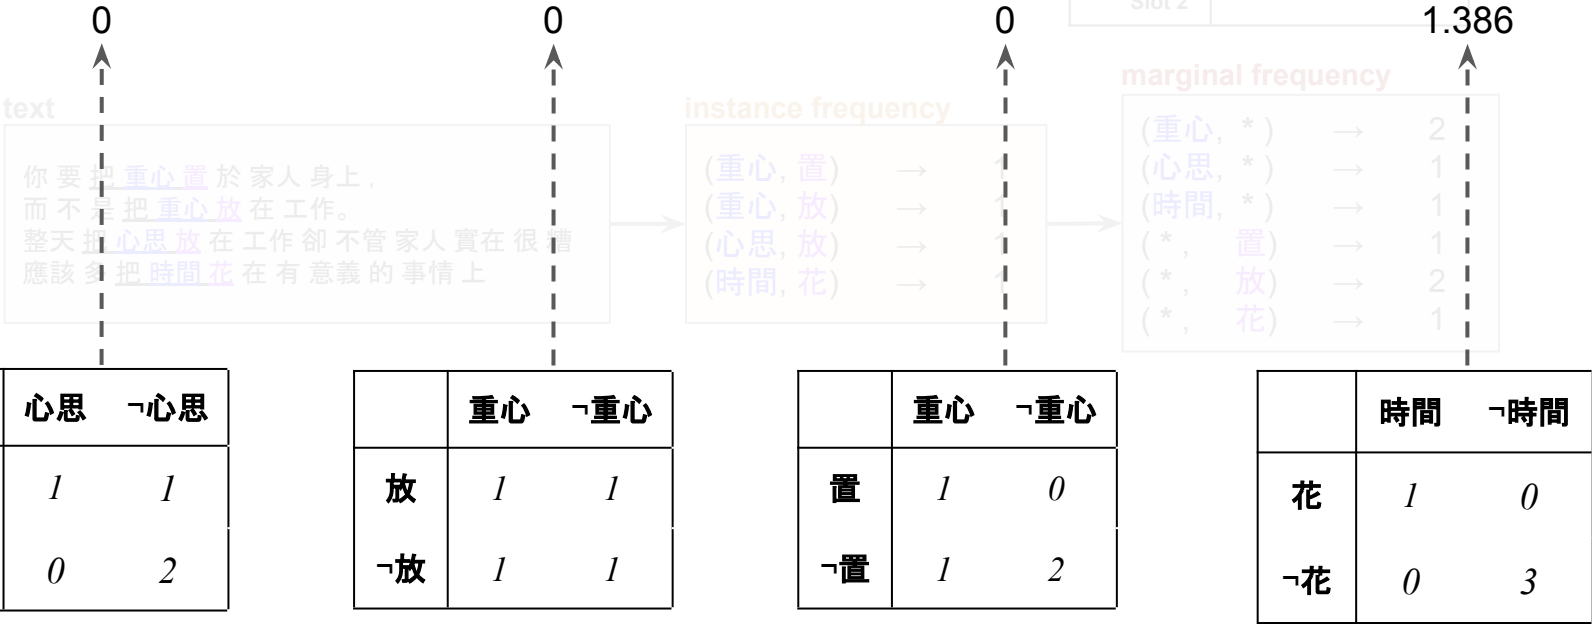 Slot 2
0 0 0 1.386
marginal frequency
text
instance frequency
你 要 把 重心 置 於 家人 身上 ,
而 不 是 把 重心 放 在 工作。
整天 把 心思 放 在 工作 卻 不管 家人 實在 很 糟
應該 多 把 時間 花 在 有 意義 的 事情 上
(重心, 置) → 1
(重心, 放) → 1
(心思, 放) → 1
(時間, 花) → 1
(重心, * ) → 2
(心思, * ) → 1
(時間, * ) → 1
( * , 置) → 1
( * , 放) → 2
( * , 花) → 1
心思 ¬心思
1 1
0 2
重心 ¬重心
放 1 1
¬放 1 1
重心 ¬重心
置 1 0
¬置 1 2
時間 ¬時間
花 1 0
¬花 0 3